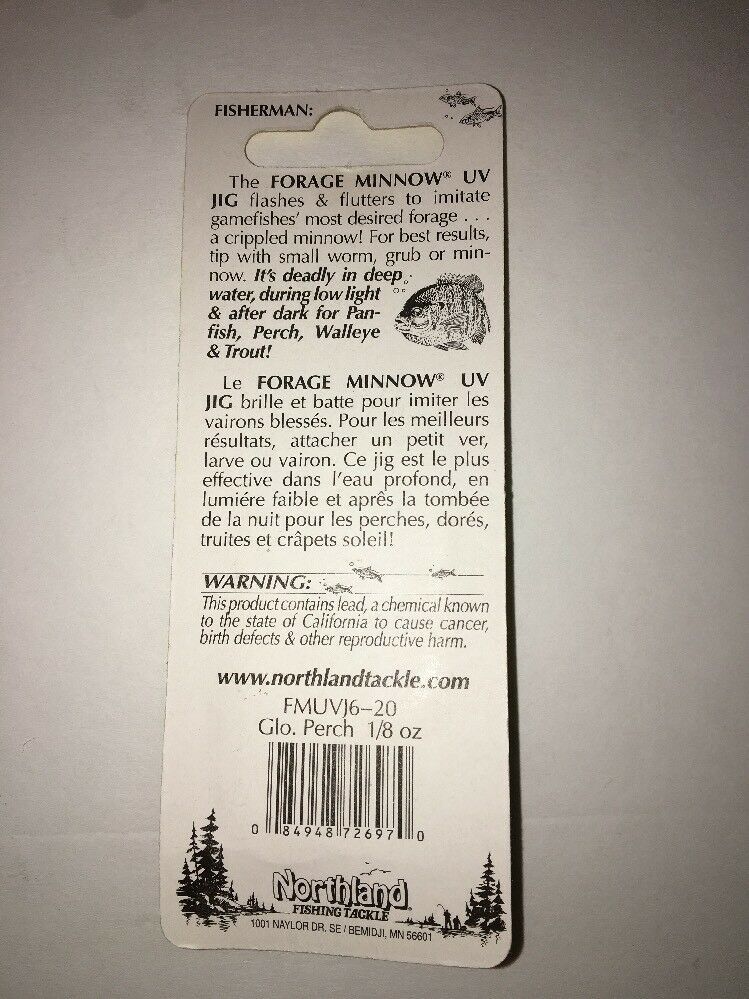 FISHERMAN:
The FORAGE MINNOW® UV
JIG flashes & flutters to imitate
gamefishes' most desired forage . . .
a crippled minnow! For best results,
tip with small worm, grub or min-
now. It's deadly in deep
water, during low light
& after dark for Pan-
fish, Perch, Walleye
& Trout!
Le FORAGE MINNOW® UV
JIG brille et batte pour imiter les
vairons blessés. Pour les meilleurs
résultats, attacher un petit ver,
larve ou vairon. Ce jig est le plus
effective dans l'eau profond, en
lumiére faible et aprês la tombée
de la nuit pour les perches, dorés,
truites et crâpets soleil!
WARNING:
This product contains lead, a chemical known
to the state of California to cause cancer,
birth defects & other reproductive harm.
www.northlandtackle.com
FMUVJ6-20
Glo. Perch 1/8 oz
0 84948 72697 0
Northland
FISHING TACKLE
1001 NAYLOR DR. SE / BEMIDJI, MN 56601